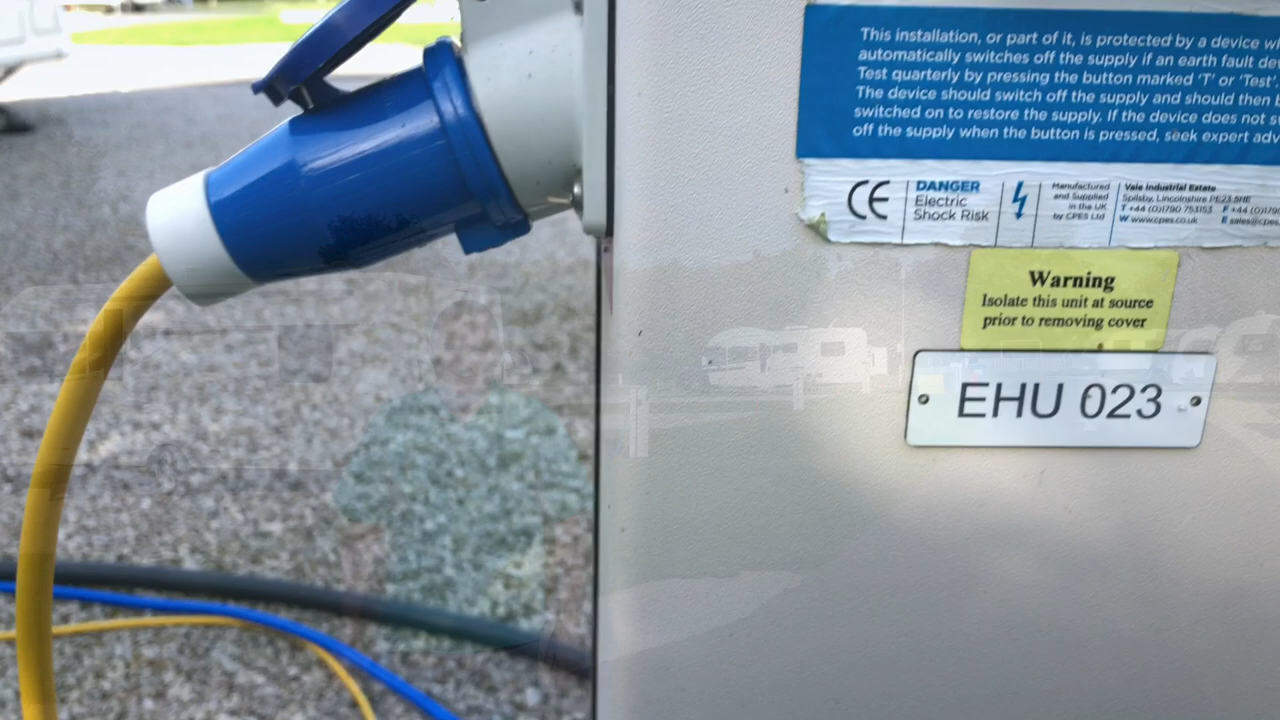 This installation, or part of it, is protected by a device
automatically switches off the supply if an earth fault
Test quarterly by pressing the button marked 'T' or 'Test'.
The device should switch off the supply and should then
switched on to restore the supply. If the device does not
off the supply when the button is pressed, seek expert
CE
DANGER
Electric
Shock Risk
Manufactured
and Supplied
in the UK
by CPES Ltd
Vale Industrial Estate
Spilsby, Lincolnshire PE23 5HE
T +44 (0)1790 753153 F +44
W www.cpes.co.uk E
Warning
Isolate this unit at source
prior to removing cover
EHU 023